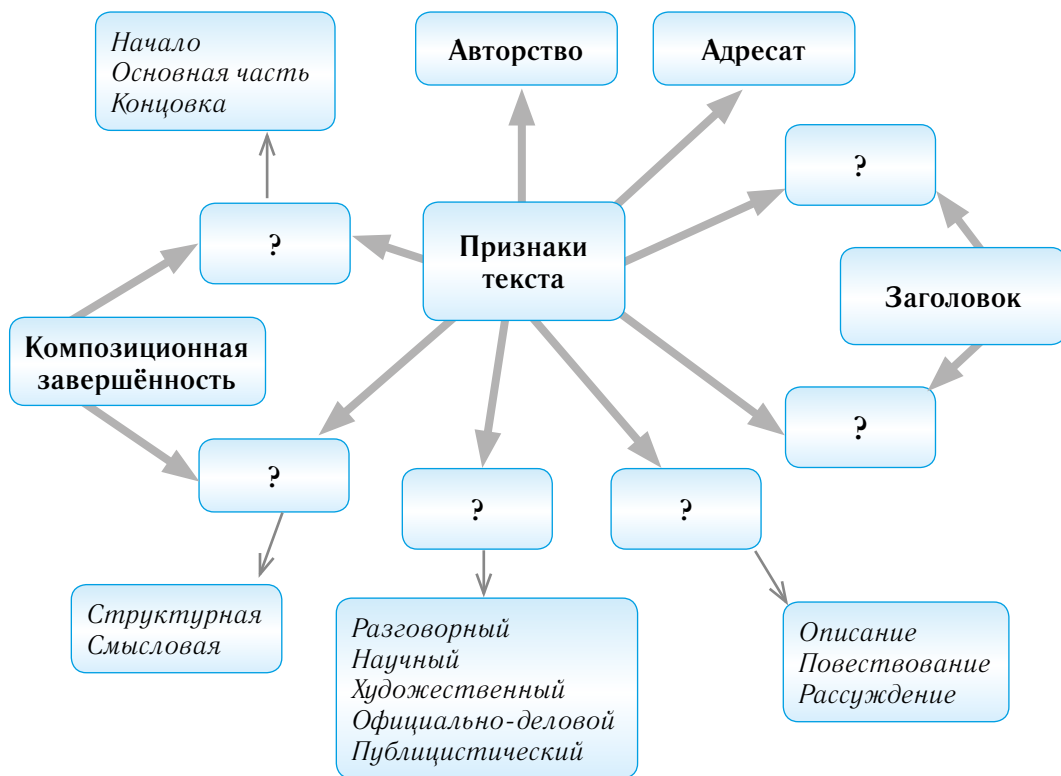 Начало
Основная часть
Концовка
Авторство
Адресат
?
?
Признаки
текста
Заголовок
Композиционная
завершённость
?
?
?
?
Структурная
Смысловая
Разговорный
Научный
Художественный
Официально-деловой
Публицистический
Описание
Повествование
Рассуждение